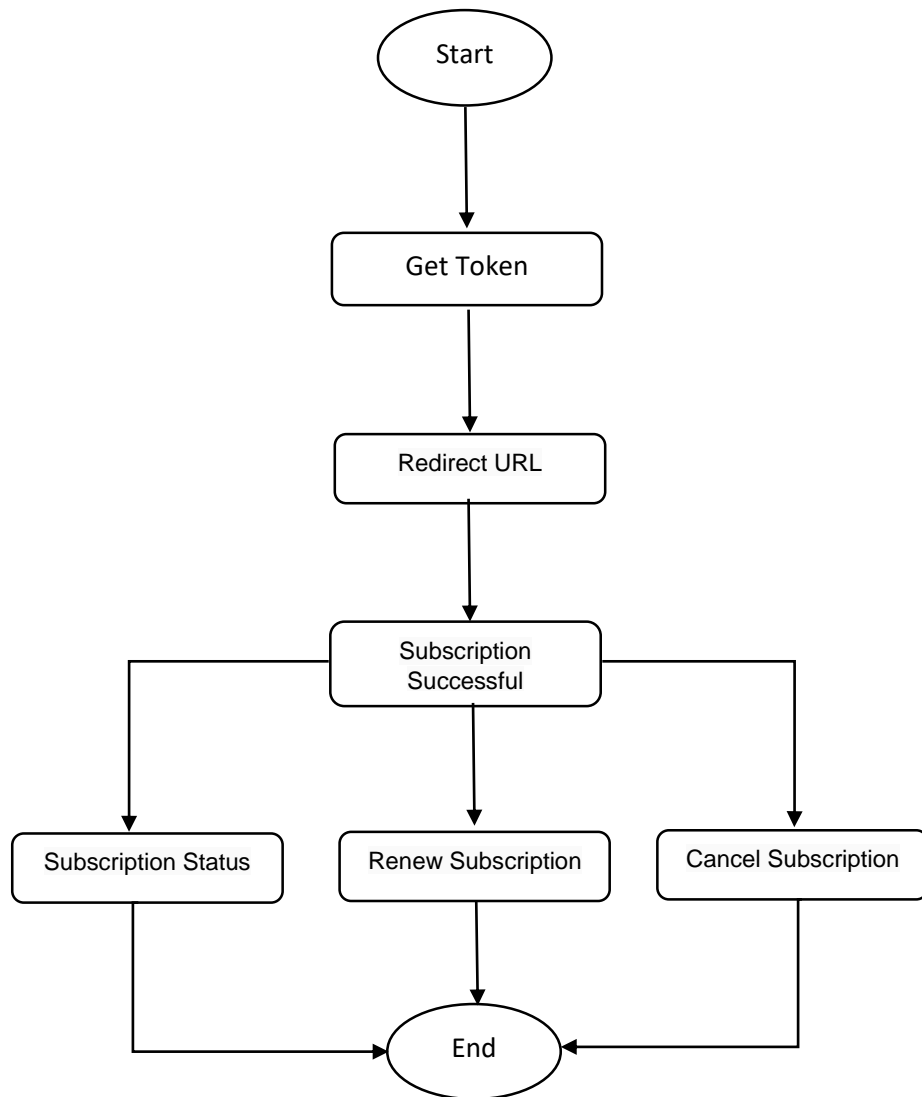 Start
Get Token
Redirect URL
Subscription
Successful
Subscription Status
Renew Subscription
Cancel Subscription
End